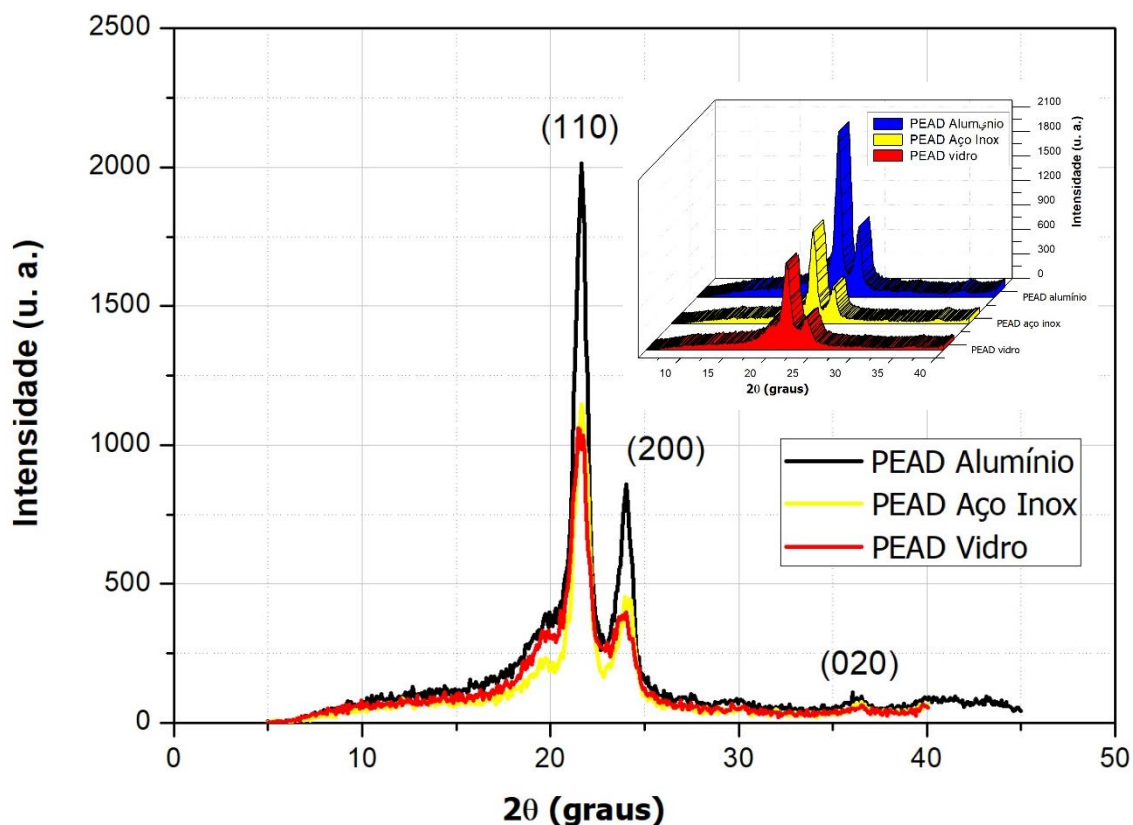 2500
2000
1500
1000
500
0
Intensidade (u. a.)
(110)
(200)
(020)
PEAD Alumínio
PEAD Aço Inox
PEAD vidro
2100
1800
1500
1200
900
600
300
0
Intensidade (u. a.)
PEAD alumínio
PEAD aço inox
PEAD vidro
10 15 20 25 30 35 40
2θ (graus)
PEAD Alumínio
PEAD Aço Inox
PEAD Vidro
0 10 20 30 40 50
2θ (graus)